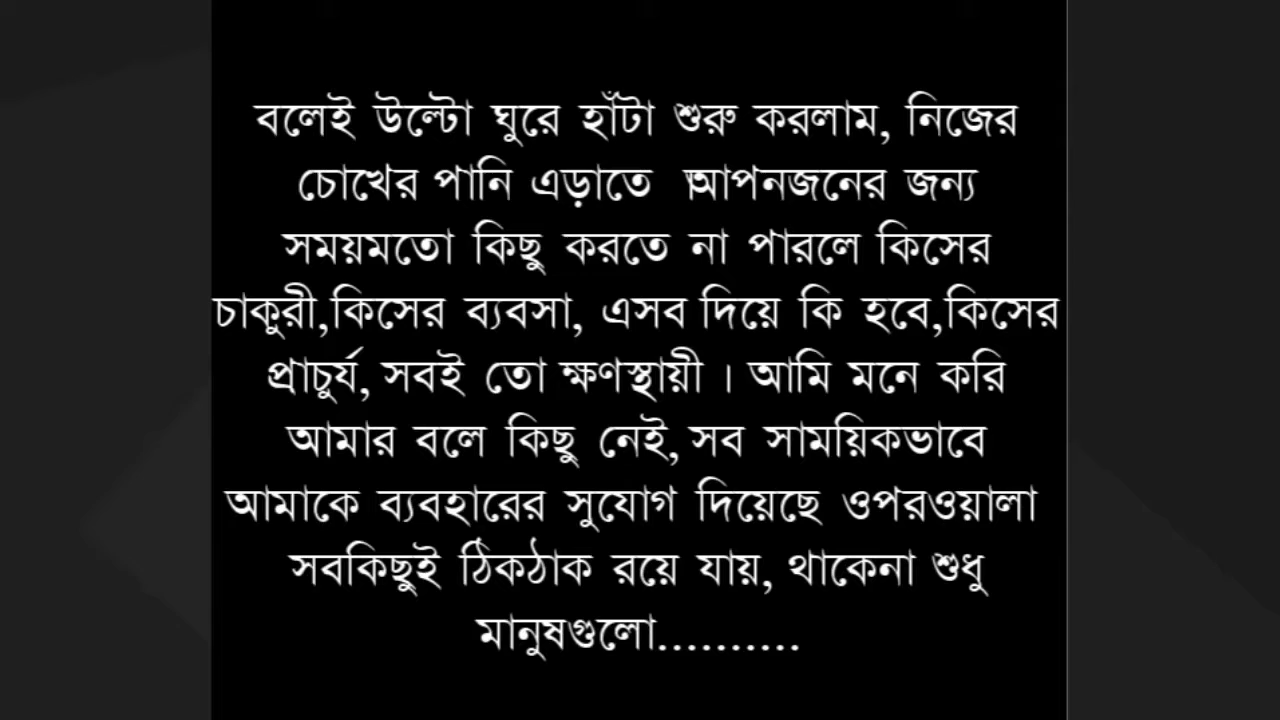 বলেই উল্টো ঘুরে হাঁটা শুরু করলাম, নিজের
চোখের পানি এড়াতে আপনজনের জন্য
সময়মতো কিছু করতে না পারলে কিসের
চাকুরী,কিসের ব্যবসা, এসব দিয়ে কি হবে,কিসের
প্রাচুর্য, সবই তো ক্ষণস্থায়ী । আমি মনে করি
আমার বলে কিছু নেই, সব সাময়িকভাবে
আমাকে ব্যবহারের সুযোগ দিয়েছে ওপরওয়ালা
সবকিছুই ঠিকঠাক রয়ে যায়, থাকেনা শুধু
মানুষগুলো..........